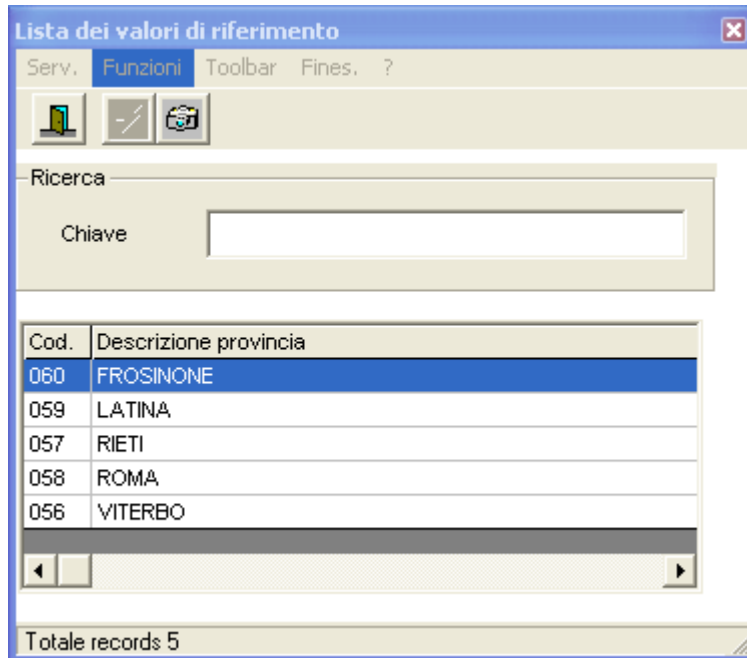 Lista dei valori di riferimento
Serv. Funzioni Toolbar Fines. ?
Ricerca
Chiave
Cod. Descrizione provincia
060 FROSINONE
059 LATINA
057 RIETI
058 ROMA
056 VITERBO
Totale records 5